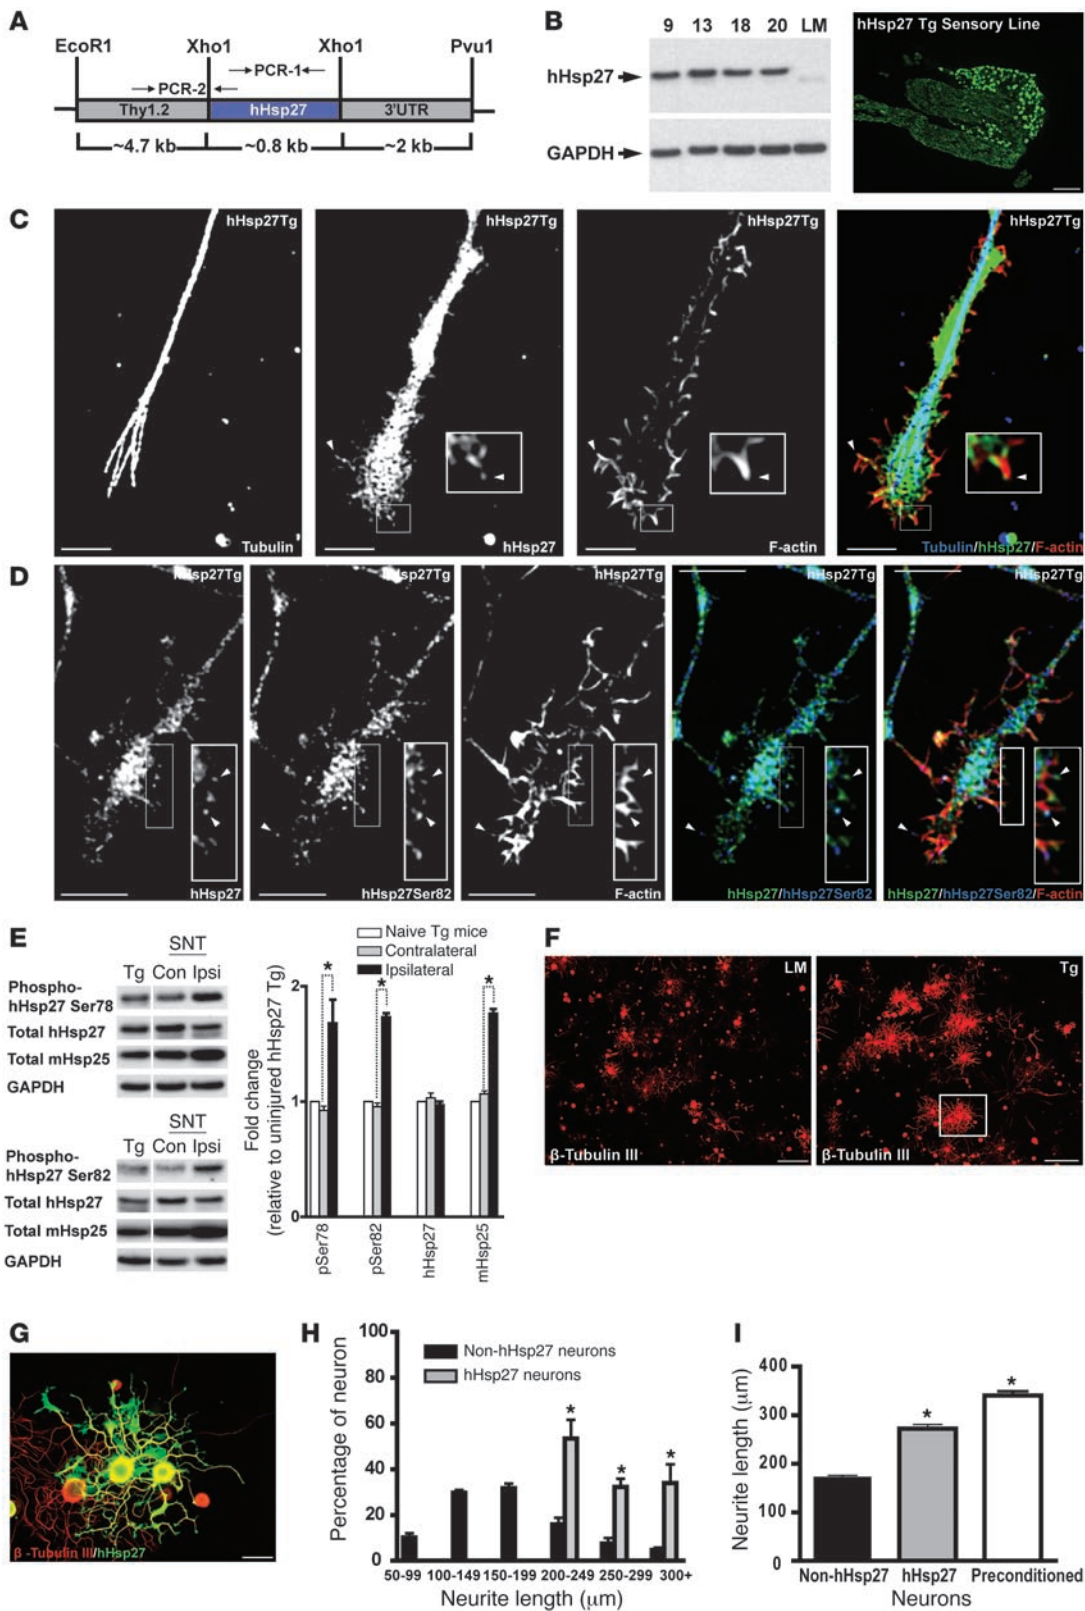 A
EcoR1 Xho1 Xho1 Pvu1
PCR-1
PCR-2
Thy1.2 hHsp27 3'UTR
~4.7 kb ~0.8 kb ~2 kb
B
9 13 18 20 LM
hHsp27
GAPDH
hHsp27 Tg Sensory Line
C
hHsp27Tg
Tubulin
hHsp27Tg
hHsp27
hHsp27Tg
F-actin
hHsp27Tg
Tubulin/hHsp27/F-actin
D
hHsp27Tg
hHsp27
hHsp27Tg
hHsp27Ser82
hHsp27Tg
F-actin
hHsp27Tg
hHsp27/hHsp27Ser82
hHsp27Tg
hHsp27/hHsp27Ser82/F-actin
E
SNT
Tg Con Ipsi
Phospho-
hHsp27 Ser78
Total hHsp27
Total mHsp25
GAPDH
SNT
Tg Con Ipsi
Phospho-
hHsp27 Ser82
Total hHsp27
Total mHsp25
GAPDH
Naive Tg mice
Contralateral
Ipsilateral
Fold change
(relative to uninjured hHsp27 Tg)
2
1
0
* * *
pSer78
pSer82
hHsp27
mHsp25
F
LM
β-Tubulin III
Tg
β-Tubulin III
G
β -Tubulin III/hHsp27
H
Percentage of neuron
100
80
60
40
20
0
Non-hHsp27 neurons
hHsp27 neurons
* * *
50-99 100-149 150-199 200-249 250-299 300+
Neurite length (μm)
I
Neurite length (μm)
400
300
200
100
0
* *
Non-hHsp27 hHsp27 Preconditioned
Neurons